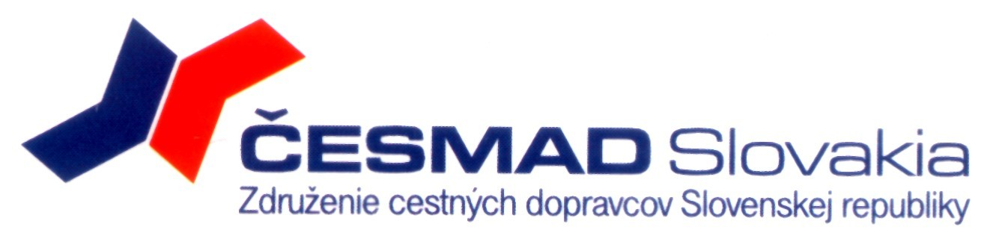 ČESMAD Slovakia
Združenie cestných dopravcov Slovenskej republiky